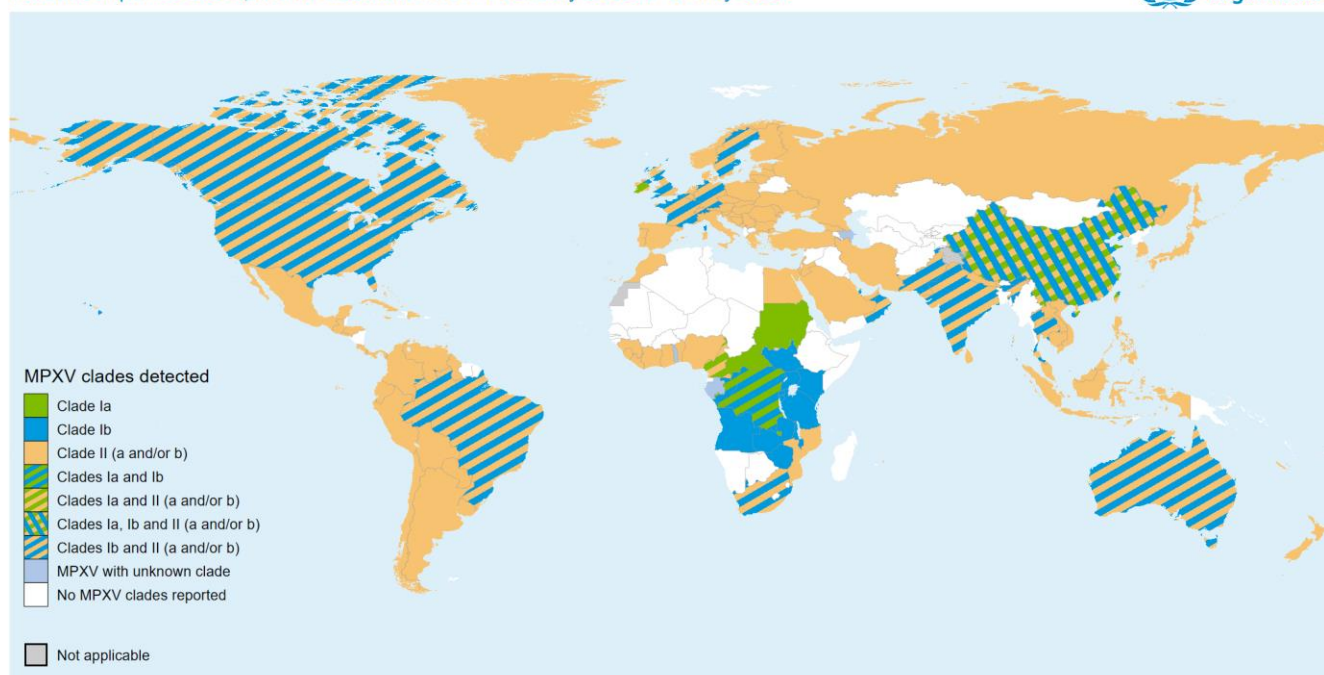 MPXV clades detected
Clade Ia
Clade Ib
Clade II (a and/or b)
Clades Ia and Ib
Clades Ia and II (a and/or b)
Clades Ia, Ib and II (a and/or b)
Clades Ib and II (a and/or b)
MPXV with unknown clade
No MPXV clades reported
Not applicable